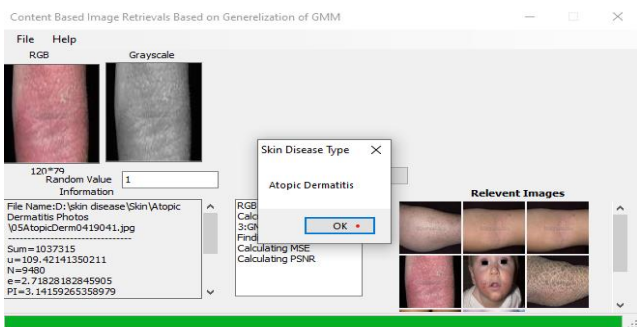 Content Based Image Retrievals Based on Generelization of GMM
File Help
RGB Grayscale
120*79
Random Value 1
Information
File Name:D:\skin disease\Skin\Atopic
Dermatitis Photos
\05AtopicDerm0419041.jpg
--------------------------------
Sum=1037315
u=109.42141350211
N=9480
e=2.71828182845905
PI=3.14159265358979
RGB
Calc
3:GM
Findi
Calculating MSE
Calculating PSNR
Skin Disease Type
Atopic Dermatitis
OK
Relevent Images